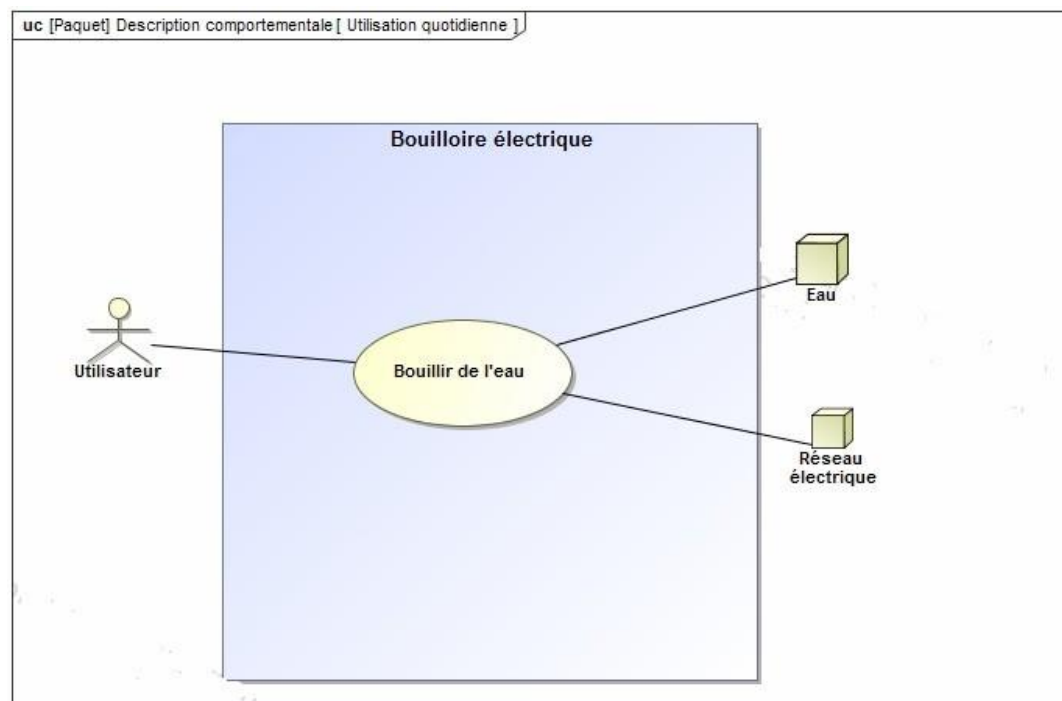 uc [Paquet] Description comportementale [ Utilisation quotidienne ]
Bouilloire électrique
Eau
Utilisateur
Bouillir de l'eau
Réseau
électrique